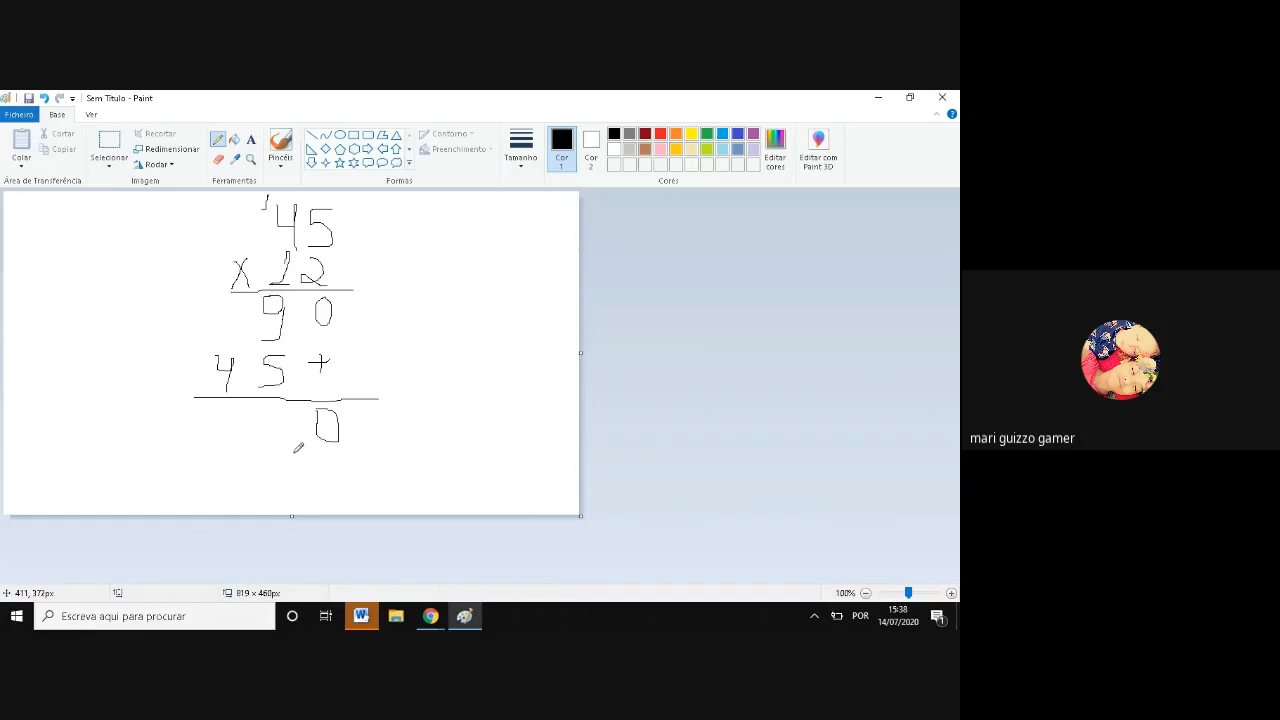 Sem Título - Paint
Ficheiro Base Ver
Colar
Cortar
Copiar
Área de Transferência
Selecionar
Recortar
Redimensionar
Rodar
Imagem
A
Ferramentas
Pincéis
Formas
Contorno
Preenchimento
Tamanho
Cor 1
Cor 2
Editar cores
Cores
Editar com Paint 3D
1
45
x 12
90
45 +
0
mari guizzo gamer
411, 372px
819 × 460px
100%
Escreva aqui para procurar
POR
15:38
14/07/2020
1